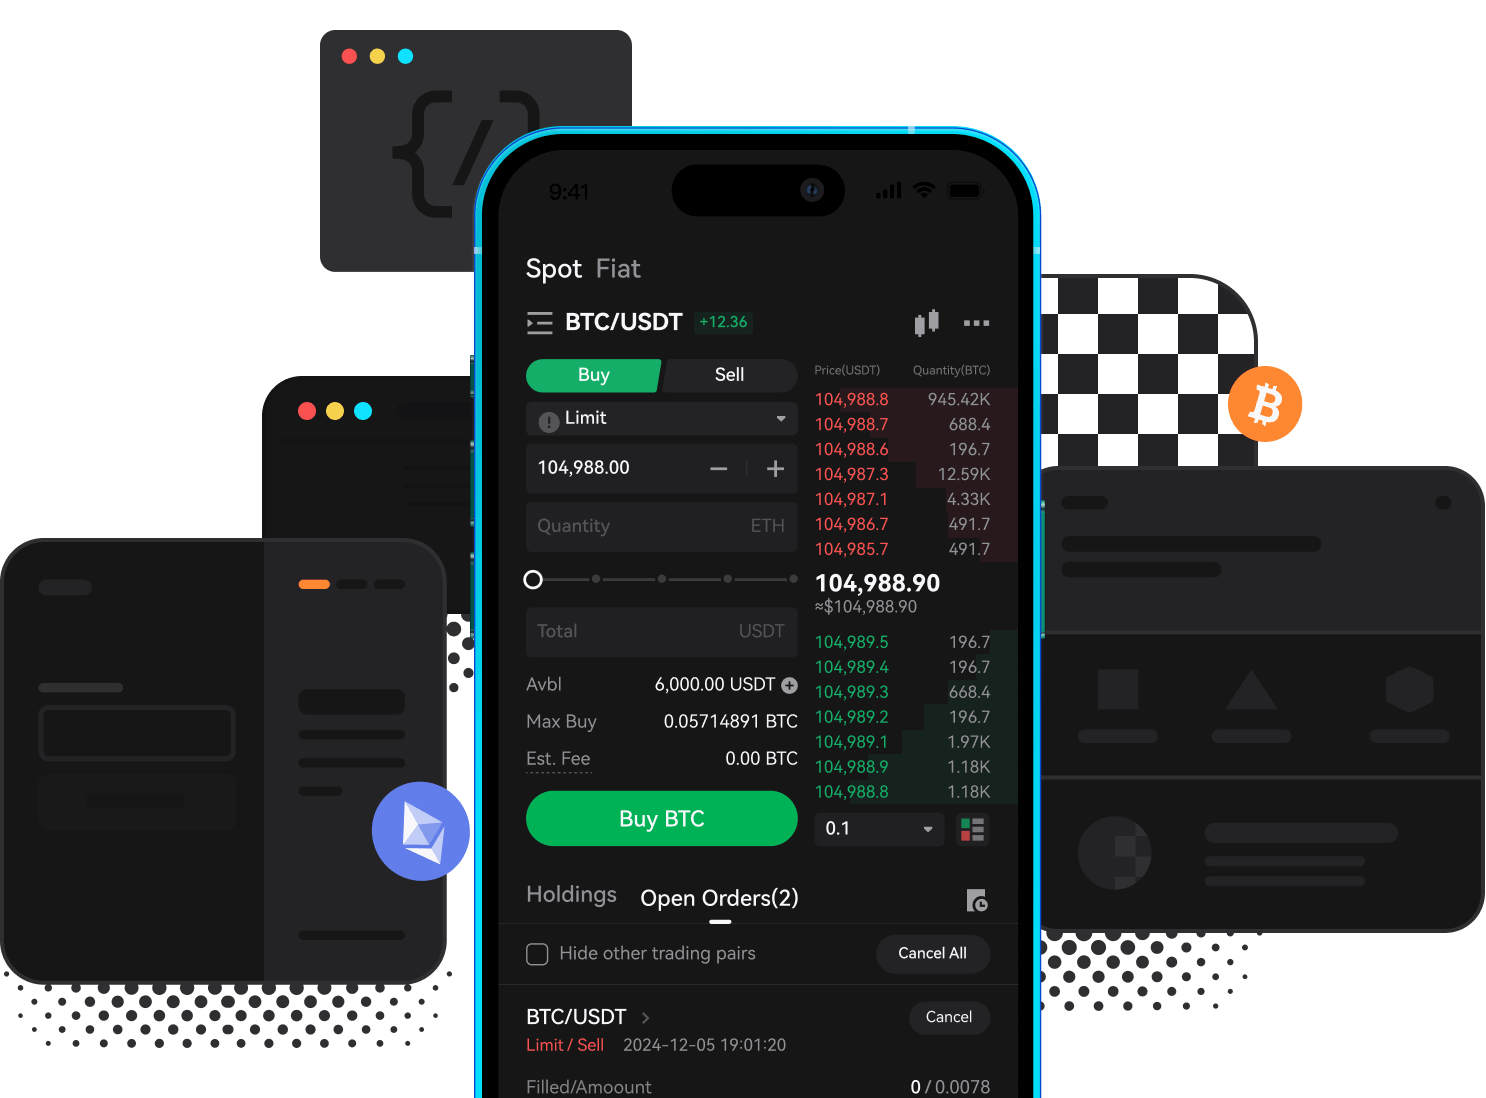 {/}
9:41
Spot Fiat
BTC/USDT +12.36
Buy Sell
Limit
104,988.00
Quantity ETH
Total USDT
Avbl 6,000.00 USDT
Max Buy 0.05714891 BTC
Est. Fee 0.00 BTC
Buy BTC
Price(USDT) Quantity(BTC)
104,988.8 945.42K
104,988.7 688.4
104,988.6 196.7
104,987.3 12.59K
104,987.1 4.33K
104,986.7 491.7
104,985.7 491.7
104,988.90
≈$104,988.90
104,989.5 196.7
104,989.4 196.7
104,989.3 668.4
104,989.2 196.7
104,989.1 1.97K
104,988.9 1.18K
104,988.8 1.18K
0.1
Holdings Open Orders(2)
Hide other trading pairs Cancel All
BTC/USDT Cancel
Limit / Sell 2024-12-05 19:01:20
Filled/Amoount 0 / 0.0078